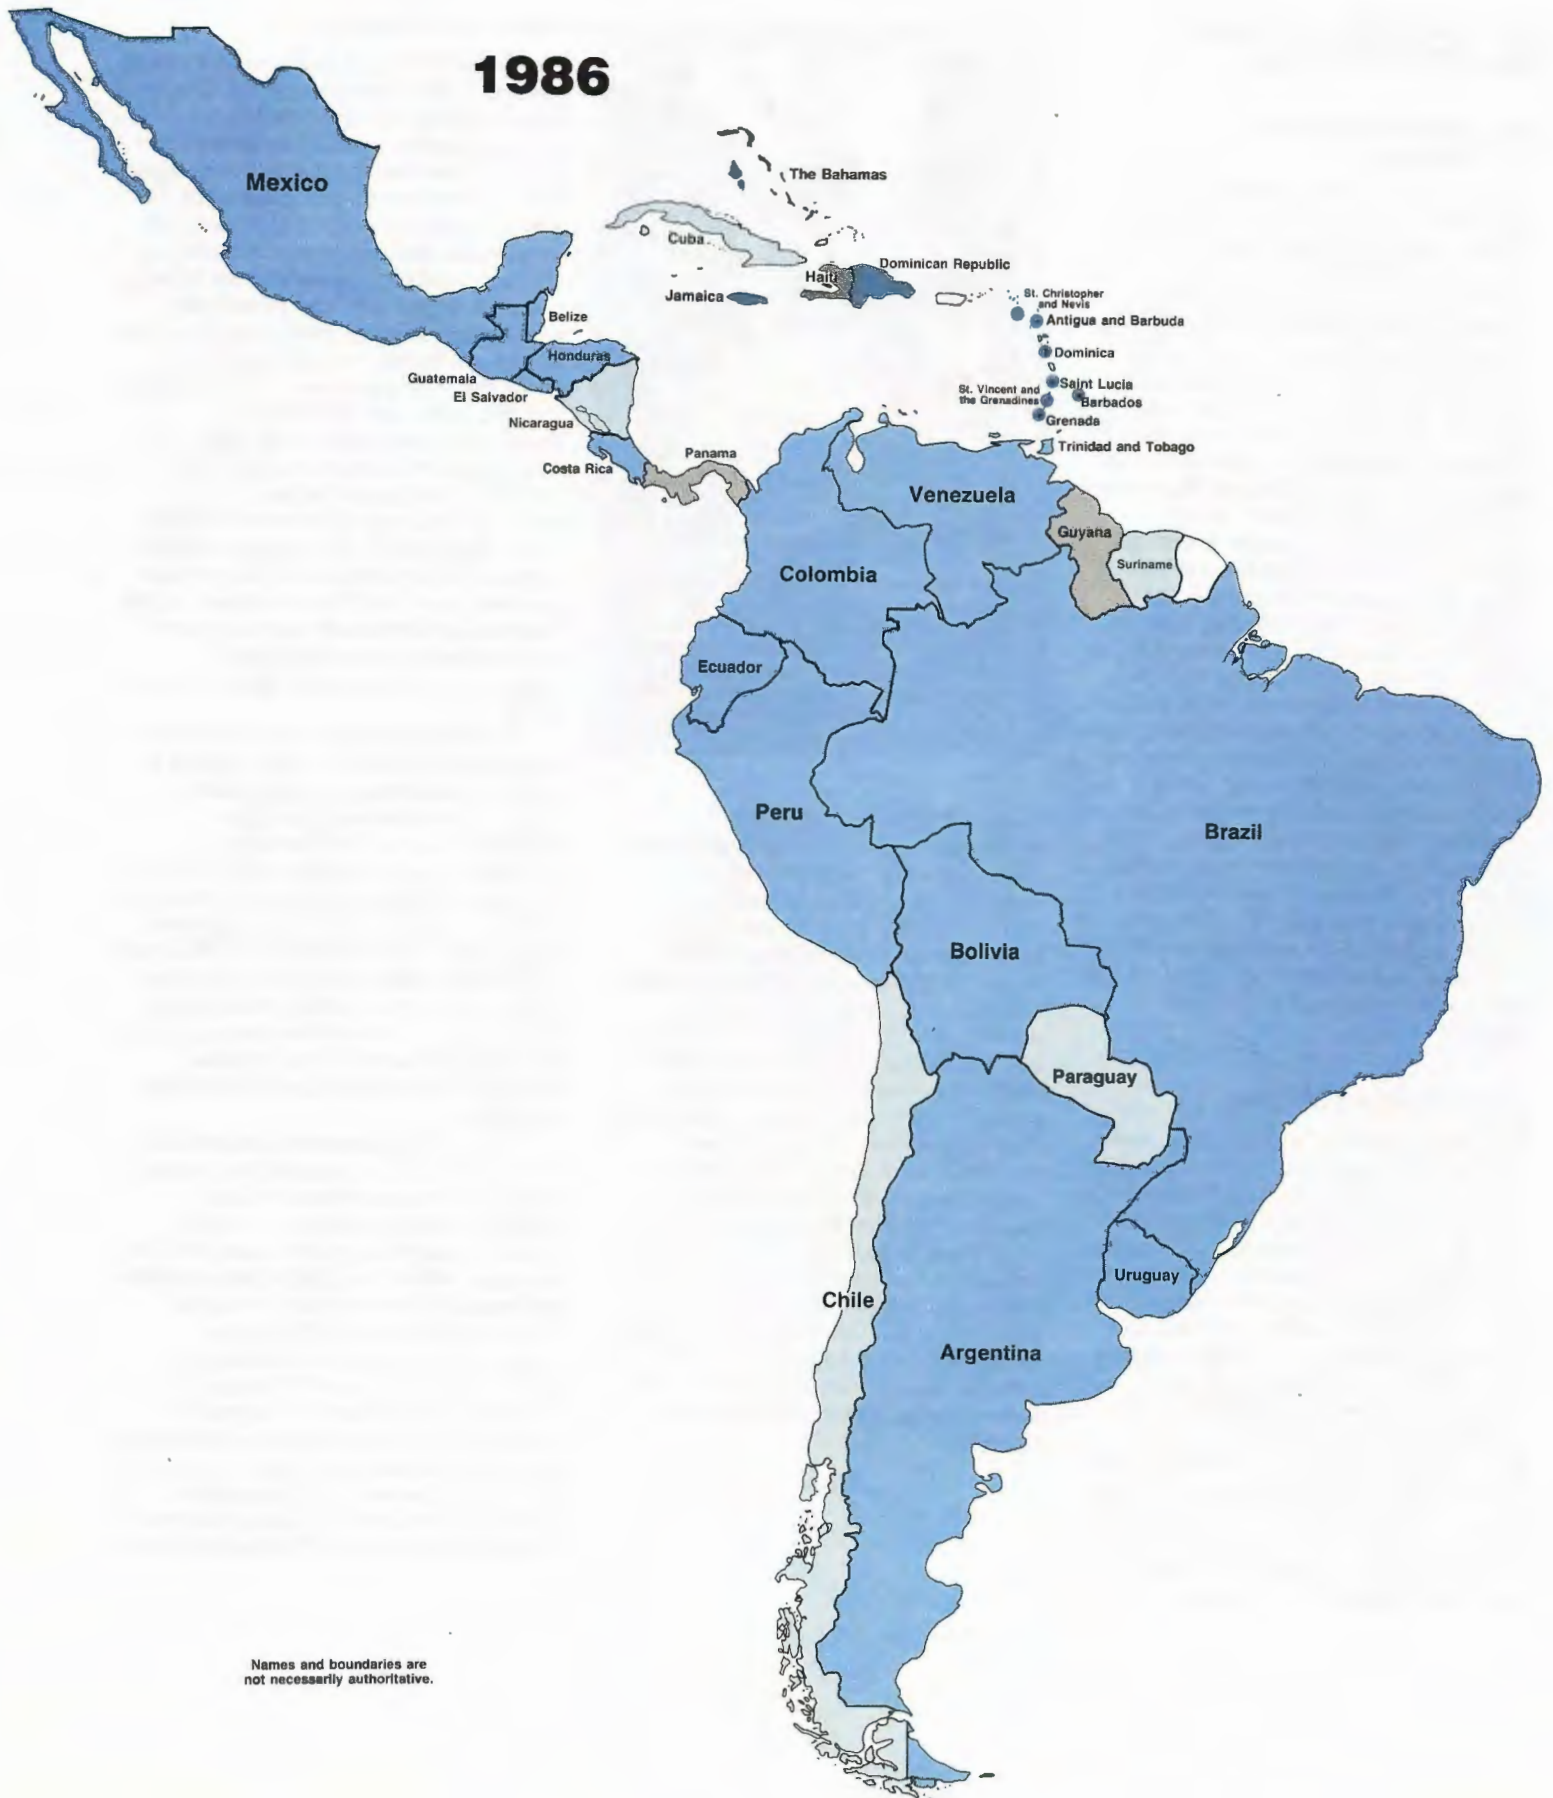 1986
Mexico
The Bahamas
Cuba
Haiti
Dominican Republic
Jamaica
St. Christopher
and Nevis
Antigua and Barbuda
Belize
Dominica
Honduras
Guatemala
El Salvador
Saint Lucia
St. Vincent and
the Grenadines
Barbados
Nicaragua
Grenada
Trinidad and Tobago
Panama
Costa Rica
Venezuela
Guyana
Suriname
Colombia
Ecuador
Peru
Brazil
Bolivia
Paraguay
Uruguay
Chile
Argentina
Names and boundaries are
not necessarily authoritative.